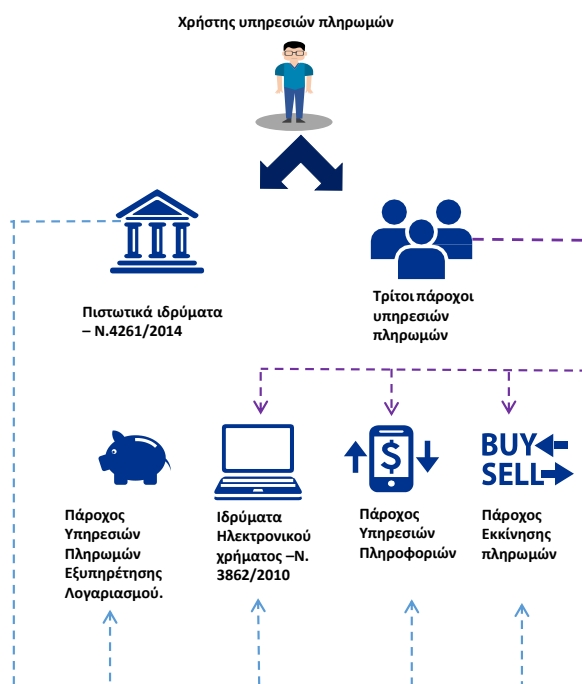 Χρήστης υπηρεσιών πληρωμών
Πιστωτικά ιδρύματα
– Ν.4261/2014
Τρίτοι πάροχοι
υπηρεσιών
πληρωμών
$
BUY
SELL
Πάροχος
Υπηρεσιών
Πληρωμών
Εξυπηρέτησης
Λογαριασμού.
Ιδρύματα
Ηλεκτρονικού
χρήματος –Ν.
3862/2010
Πάροχος
Υπηρεσιών
Πληροφοριών
Πάροχος
Εκκίνησης
πληρωμών